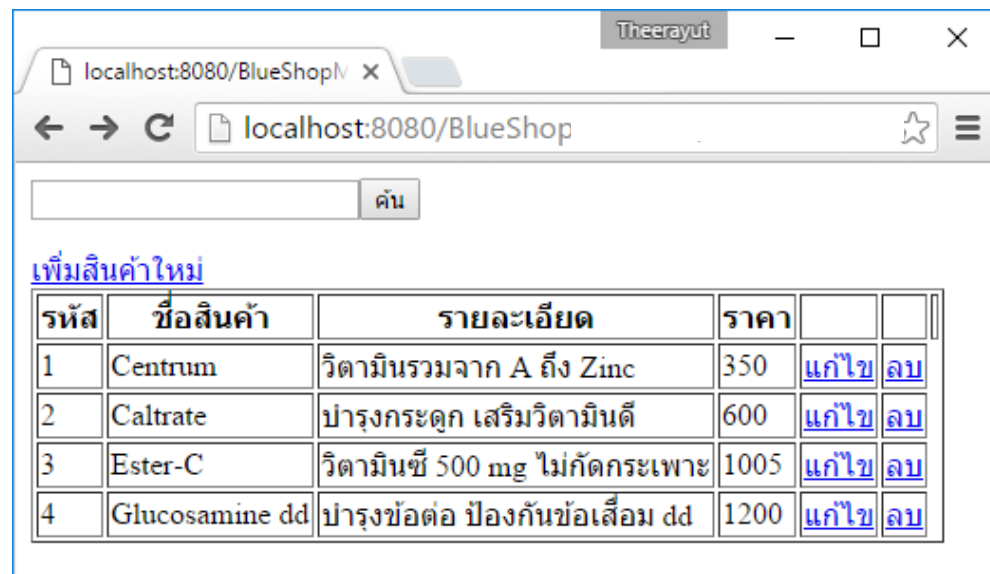 Theerayut
localhost:8080/BlueShopM
localhost:8080/BlueShop
ค้น
เพิ่มสินค้าใหม่
รหัส ชื่อสินค้า รายละเอียด ราคา
1 Centrum วิตามินรวมจาก A ถึง Zinc 350 แก้ไข ลบ
2 Caltrate บำรุงกระดูก เสริมวิตามินดี 600 แก้ไข ลบ
3 Ester-C วิตามินซี 500 mg ไม่กัดกระเพาะ 1005 แก้ไข ลบ
4 Glucosamine dd บำรุงข้อต่อ ป้องกันข้อเสื่อม dd 1200 แก้ไข ลบ